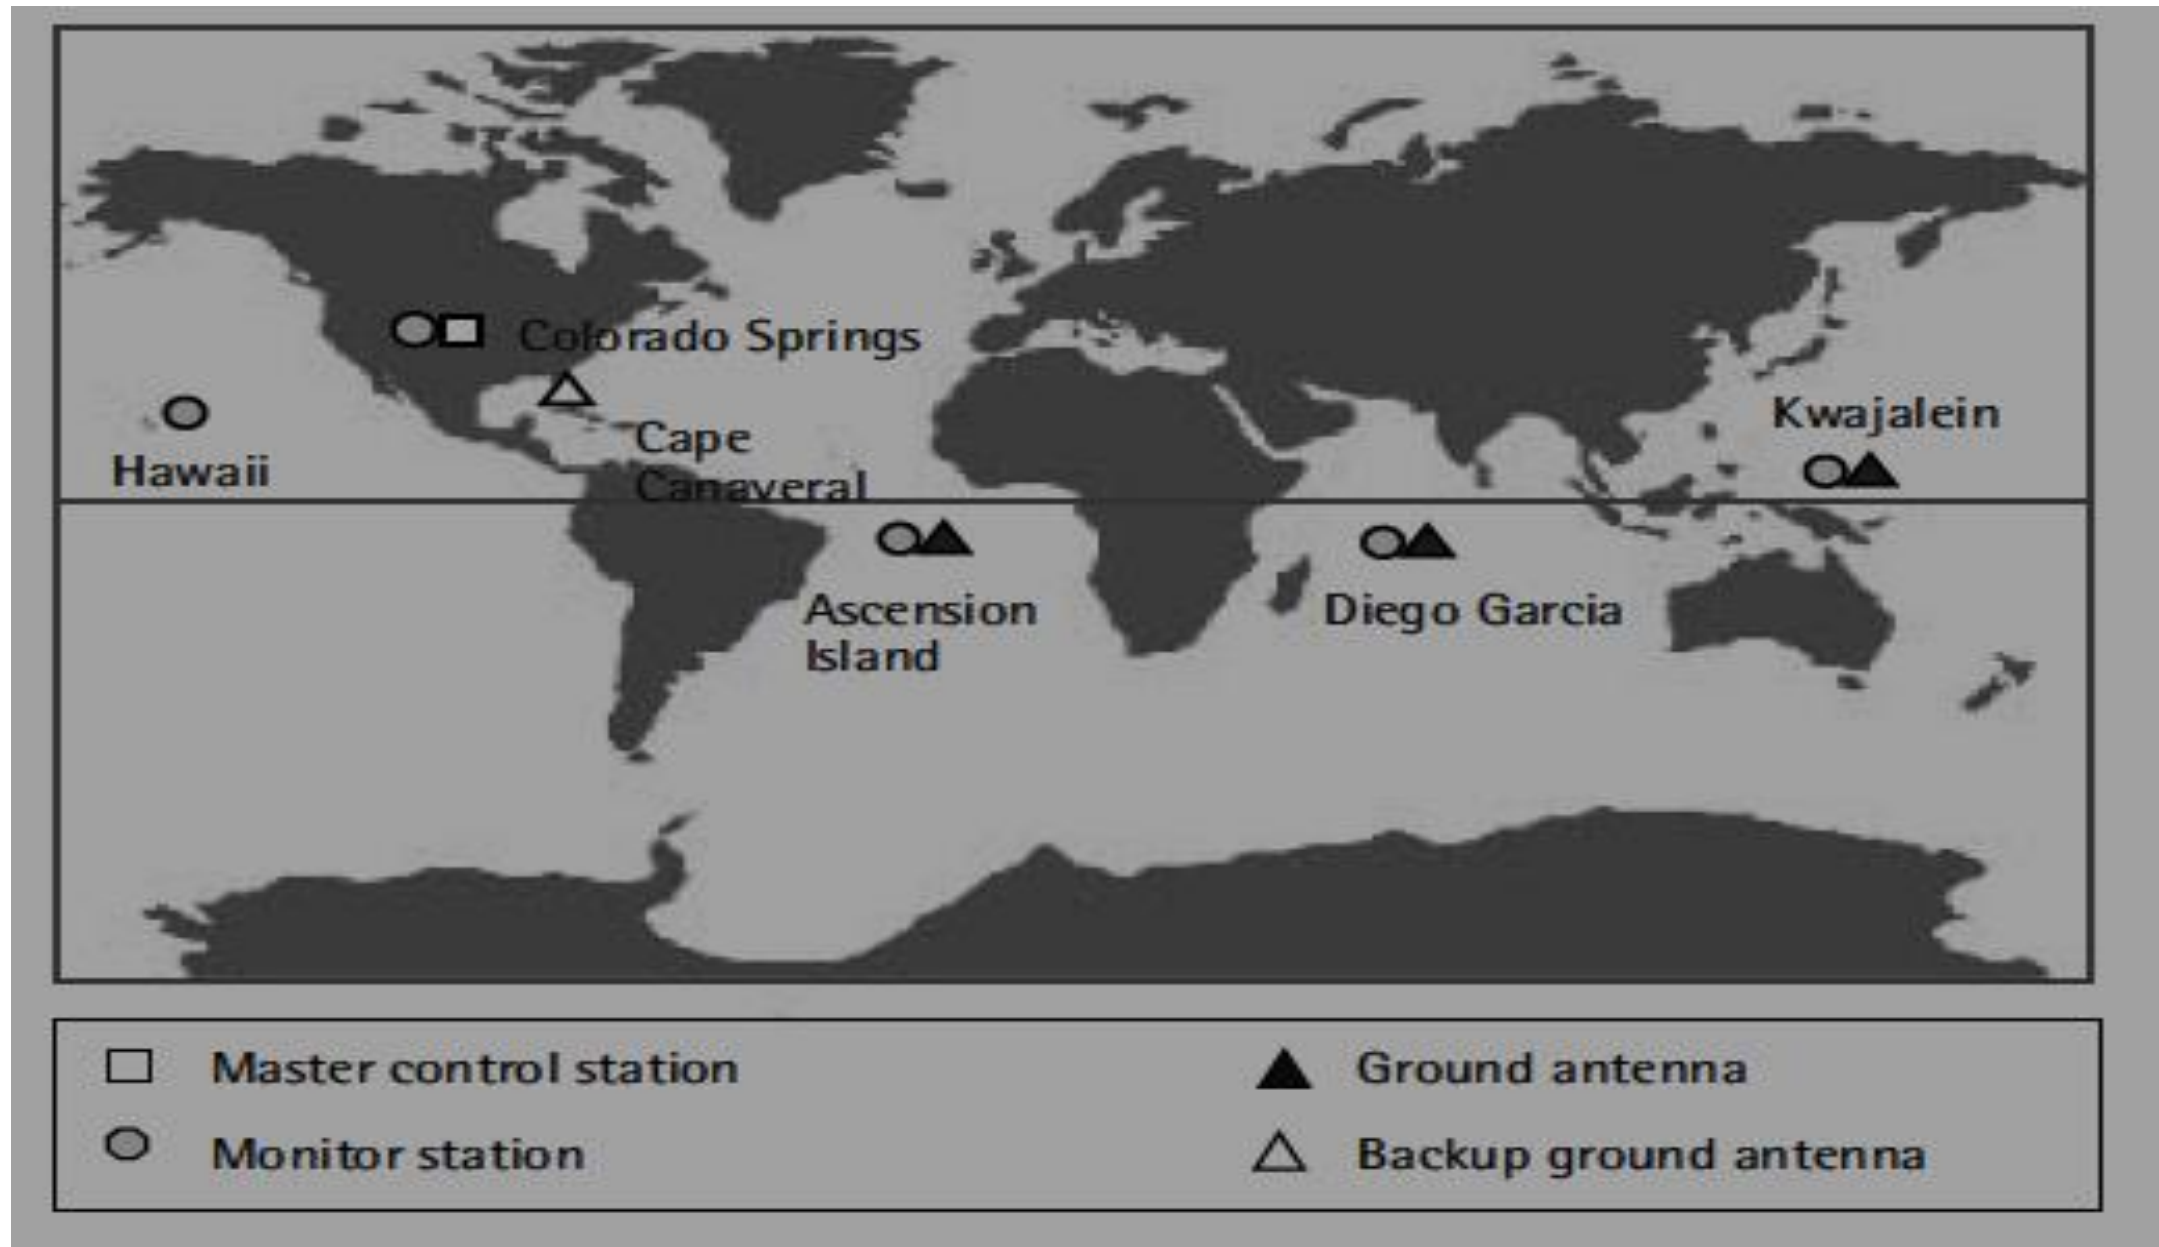 Colorado Springs
Kwajalein
Cape
Canaveral
Hawaii
Ascension
Island
Diego Garcia
Master control station
Ground antenna
Monitor station
Backup ground antenna